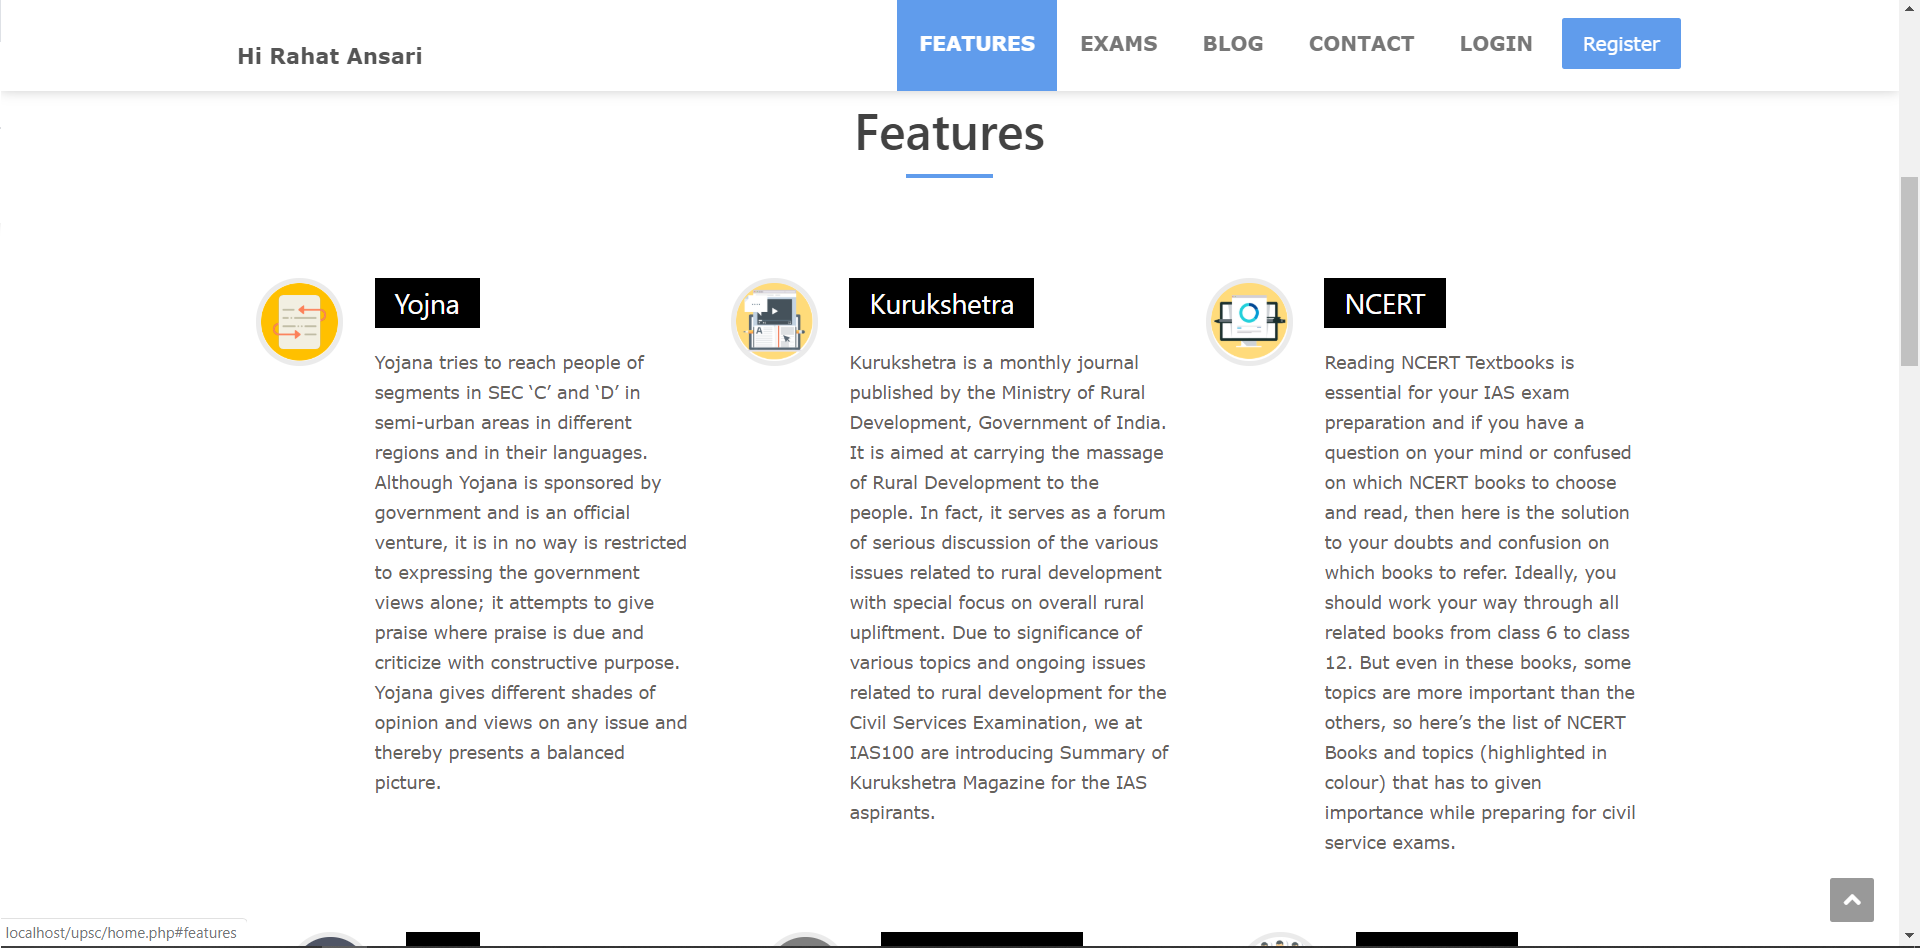 Hi Rahat Ansari
FEATURES
EXAMS
BLOG
CONTACT
LOGIN
Register
Features
Yojna
Yojana tries to reach people of
segments in SEC ‘C’ and ‘D’ in
semi-urban areas in different
regions and in their languages.
Although Yojana is sponsored by
government and is an official
venture, it is in no way is restricted
to expressing the government
views alone; it attempts to give
praise where praise is due and
criticize with constructive purpose.
Yojana gives different shades of
opinion and views on any issue and
thereby presents a balanced
picture.
Kurukshetra
Kurukshetra is a monthly journal
published by the Ministry of Rural
Development, Government of India.
It is aimed at carrying the massage
of Rural Development to the
people. In fact, it serves as a forum
of serious discussion of the various
issues related to rural development
with special focus on overall rural
upliftment. Due to significance of
various topics and ongoing issues
related to rural development for the
Civil Services Examination, we at
IAS100 are introducing Summary of
Kurukshetra Magazine for the IAS
aspirants.
NCERT
Reading NCERT Textbooks is
essential for your IAS exam
preparation and if you have a
question on your mind or confused
on which NCERT books to choose
and read, then here is the solution
to your doubts and confusion on
which books to refer. Ideally, you
should work your way through all
related books from class 6 to class
12. But even in these books, some
topics are more important than the
others, so here’s the list of NCERT
Books and topics (highlighted in
colour) that has to given
importance while preparing for civil
service exams.
localhost/upsc/home.php#features